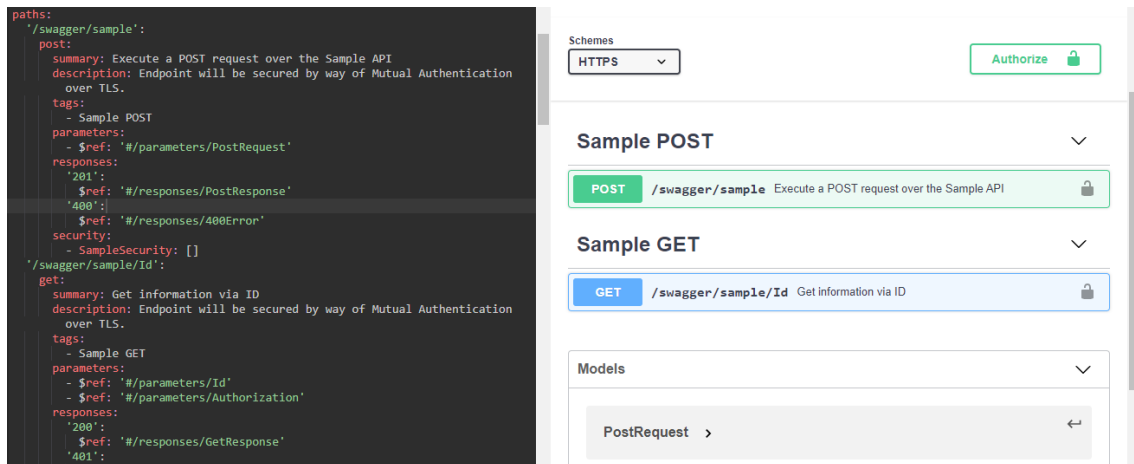 paths:
'/swagger/sample':
post:
summary: Execute a POST request over the Sample API
description: Endpoint will be secured by way of Mutual Authentication
over TLS.
tags:
- Sample POST
parameters:
- $ref: '#/parameters/PostRequest'
responses:
'201':
$ref: '#/responses/PostResponse'
'400':
$ref: '#/responses/400Error'
security:
- SampleSecurity: []
'/swagger/sample/Id':
get:
summary: Get information via ID
description: Endpoint will be secured by way of Mutual Authentication
over TLS.
tags:
- Sample GET
parameters:
- $ref: '#/parameters/Id'
- $ref: '#/parameters/Authorization'
responses:
'200':
$ref: '#/responses/GetResponse'
'401':
Schemes
HTTPS
Authorize
Sample POST
POST /swagger/sample Execute a POST request over the Sample API
Sample GET
GET /swagger/sample/Id Get information via ID
Models
PostRequest